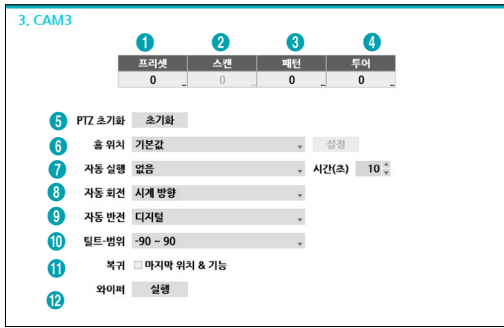 3. CAM3
1 2 3 4
프리셋 스캔 패턴 투어
0 .. 0 .. 0 .. 0 ..
5 PTZ 초기화 초기화
6 홈 위치 기본값 설정
7 자동 실행 없음 시간(초) 10
8 자동 회전 시계 방향
9 자동 반전 디지털
10 틸트-범위 -90 ~ 90
11 복귀 마지막 위치 & 기능
12 와이퍼 실행